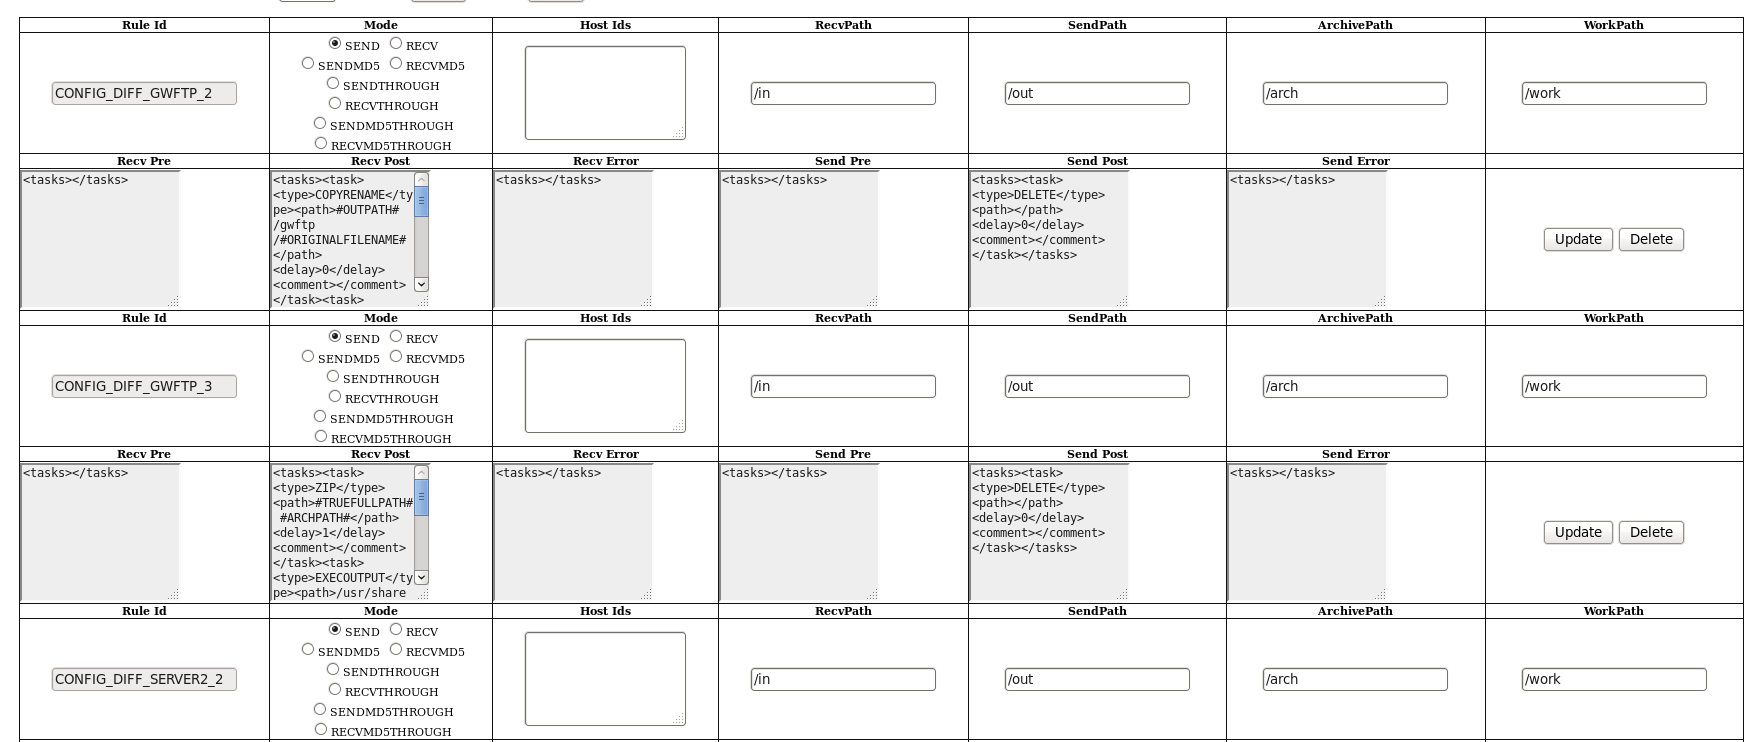 Rule Id Mode Host Ids RecvPath SendPath ArchivePath WorkPath
SEND RECV
SENDMD5 RECVMD5
SENDTHROUGH
CONFIG_DIFF_GWFTP_2 /in /out /arch /work
RECVTHROUGH
SENDMD5THROUGH
RECVMD5THROUGH
Recv Pre Recv Post Recv Error Send Pre Send Post Send Error
<tasks></tasks> <tasks><task> <tasks></tasks> <tasks></tasks> <tasks><task> <tasks></tasks>
<type>COPYRENAME</ty <type>DELETE</type>
pe><path>#OUTPATH# <path></path>
/gwftp <delay>0</delay>
/#ORIGINALFILENAME# <comment></comment> Update Delete
</path> </task></tasks>
<delay>0</delay>
<comment></comment>
</task><task>
Rule Id Mode Host Ids RecvPath SendPath ArchivePath WorkPath
SEND RECV
SENDMD5 RECVMD5
SENDTHROUGH
CONFIG_DIFF_GWFTP_3 /in /out /arch /work
RECVTHROUGH
SENDMD5THROUGH
RECVMD5THROUGH
Recv Pre Recv Post Recv Error Send Pre Send Post Send Error
<tasks></tasks> <tasks><task> <tasks></tasks> <tasks></tasks> <tasks><task> <tasks></tasks>
<type>ZIP</type> <type>DELETE</type>
<path>#TRUEFULLPATH# <path></path>
#ARCHPATH#</path> <delay>0</delay>
<delay>1</delay> <comment></comment> Update Delete
<comment></comment> </task></tasks>
</task><task>
<type>EXECOUTPUT</ty
pe><path>/usr/share
Rule Id Mode Host Ids RecvPath SendPath ArchivePath WorkPath
SEND RECV
SENDMD5 RECVMD5
SENDTHROUGH
CONFIG_DIFF_SERVER2_2 /in /out /arch /work
RECVTHROUGH
SENDMD5THROUGH
RECVMD5THROUGH